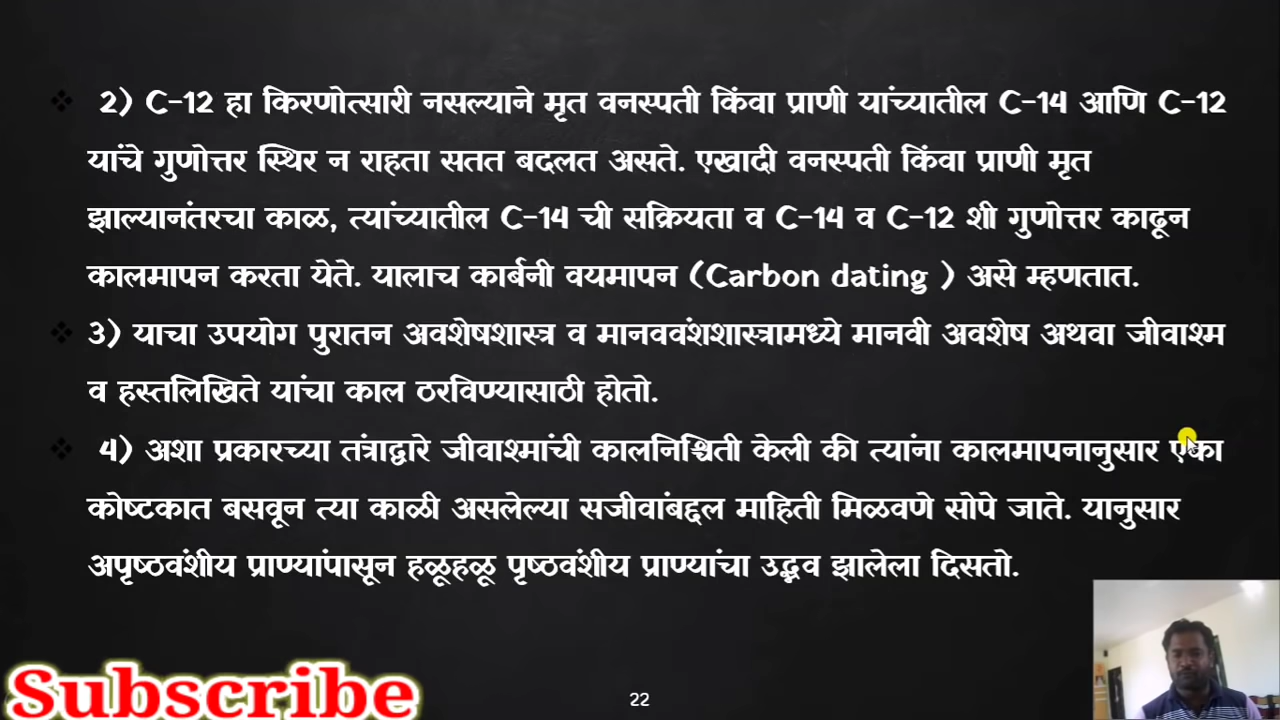 ❖ 2) C-12 हा किरणोत्सारी नसल्याने मृत वनस्पती किंवा प्राणी यांच्यातील C-14 आणि C-12
यांचे गुणोत्तर स्थिर न राहता सतत बदलत असते. एखादी वनस्पती किंवा प्राणी मृत
झाल्यानंतरचा काळ, त्यांच्यातील C-14 ची सक्रियता व C-14 व C-12 शी गुणोत्तर काढून
कालमापन करता येते. यालाच कार्बनी वयमापन (Carbon dating ) असे म्हणतात.
❖ 3) याचा उपयोग पुरातन अवशेषशास्त्र व मानववंशशास्त्रामध्ये मानवी अवशेष अथवा जीवाश्म
व हस्तलिखिते यांचा काल ठरविण्यासाठी होतो.
❖ 4) अशा प्रकारच्या तंत्राद्वारे जीवाश्मांची कालनिश्चिती केली की त्यांना कालमापनानुसार एका
कोष्टकात बसवून त्या काळी असलेल्या सजीवांबद्दल माहिती मिळवणे सोपे जाते. यानुसार
अपृष्ठवंशीय प्राण्यांपासून हळूहळू पृष्ठवंशीय प्राण्यांचा उद्भव झालेला दिसतो.
Subscribe
22